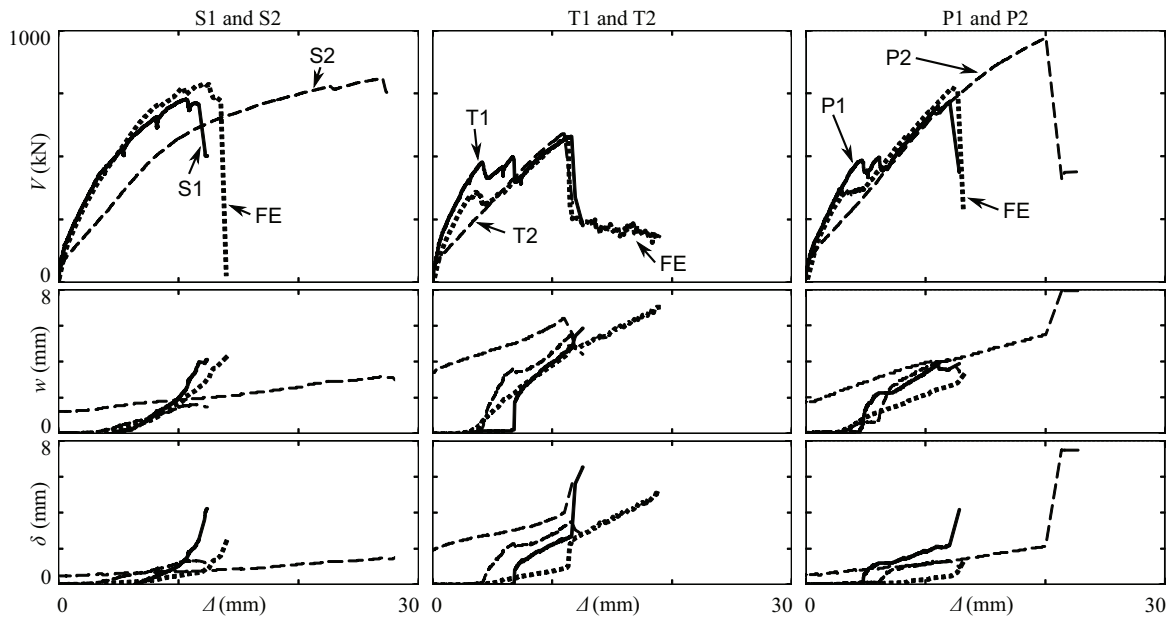 S1 and S2
T1 and T2
P1 and P2
1000
V (kN)
0
S2
S1
FE
T1
T2
FE
P2
P1
FE
8
w (mm)
0
8
δ (mm)
0
0
Δ (mm)
30
0
Δ (mm)
30
0
Δ (mm)
30